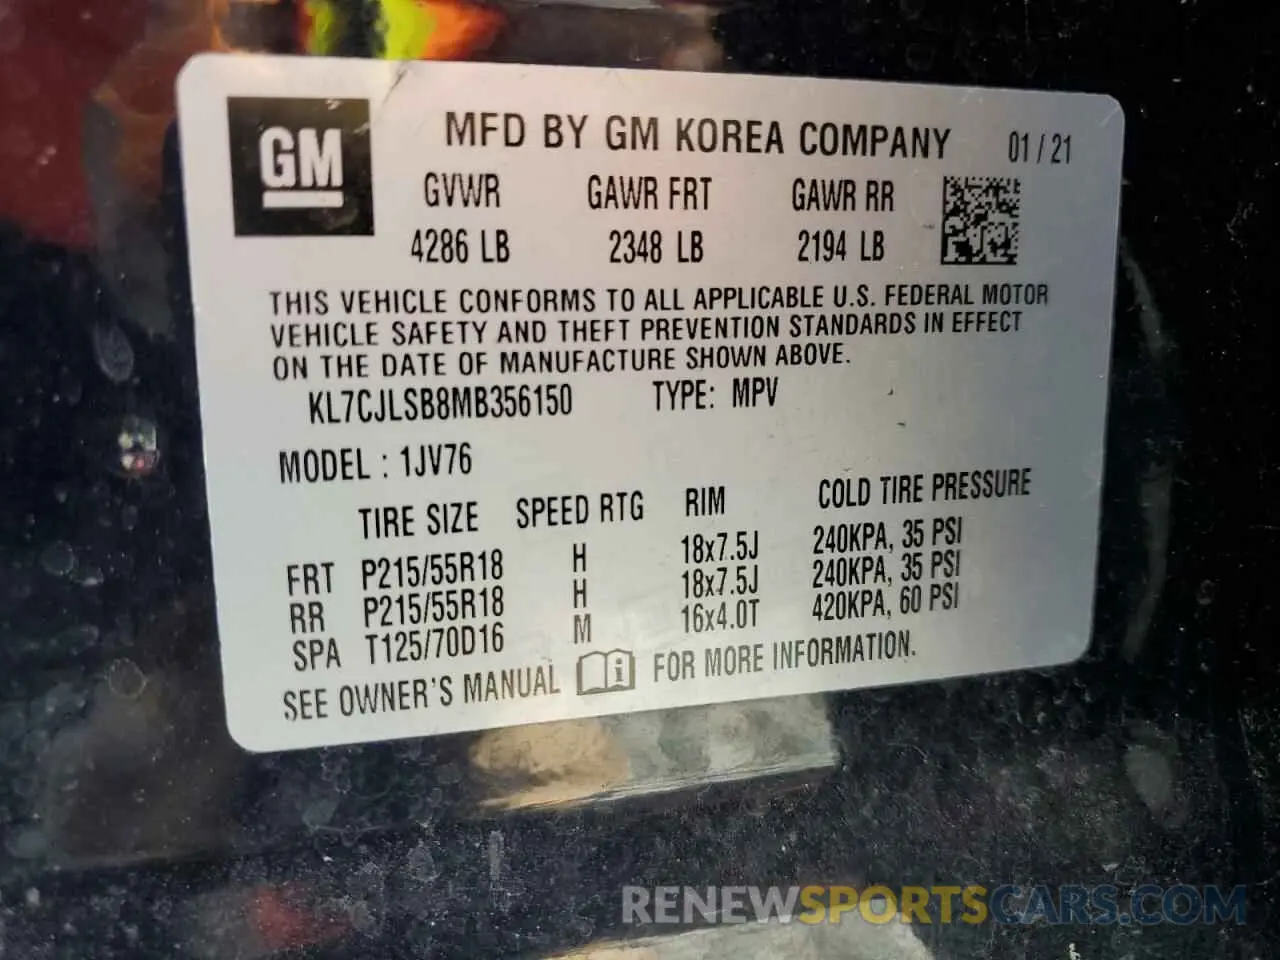 GM
MFD BY GM KOREA COMPANY 01/21
GVWR GAWR FRT GAWR RR
4286 LB 2348 LB 2194 LB
THIS VEHICLE CONFORMS TO ALL APPLICABLE U.S. FEDERAL MOTOR
VEHICLE SAFETY AND THEFT PREVENTION STANDARDS IN EFFECT
ON THE DATE OF MANUFACTURE SHOWN ABOVE.
KL7CJLSB8MB356150 TYPE: MPV
MODEL : 1JV76
TIRE SIZE SPEED RTG RIM COLD TIRE PRESSURE
FRT P215/55R18 H 18x7.5J 240KPA, 35 PSI
RR P215/55R18 H 18x7.5J 240KPA, 35 PSI
SPA T125/70D16 M 16x4.0T 420KPA, 60 PSI
SEE OWNER'S MANUAL i FOR MORE INFORMATION.
RENEWSPORTSCARS.COM